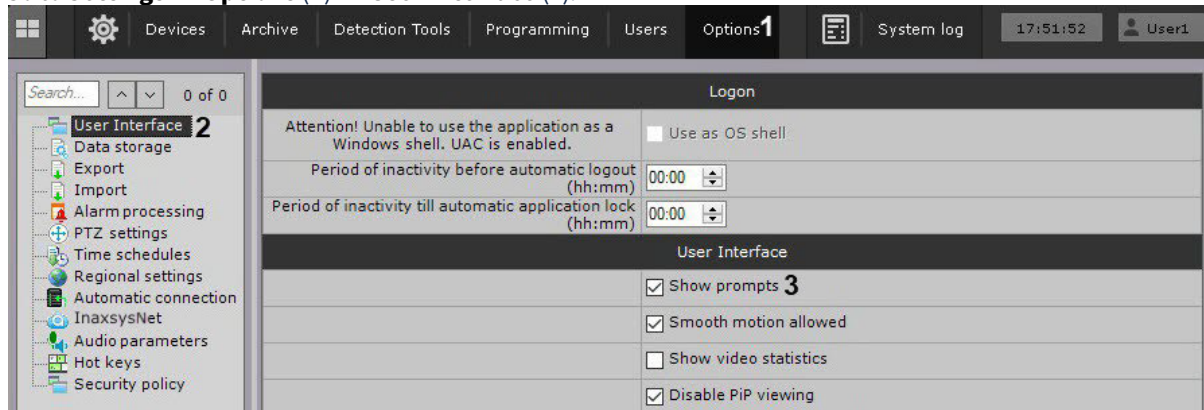 Devices Archive Detection Tools Programming Users Options 1 System log 17:51:52 User1
Search... 0 of 0
User Interface 2
Data storage
Export
Import
Alarm processing
PTZ settings
Time schedules
Regional settings
Automatic connection
InaxsysNet
Audio parameters
Hot keys
Security policy
Logon
Attention! Unable to use the application as a
Windows shell. UAC is enabled.
Use as OS shell
Period of inactivity before automatic logout
(hh:mm)
00:00
Period of inactivity till automatic application lock
(hh:mm)
00:00
User Interface
Show prompts 3
Smooth motion allowed
Show video statistics
Disable PiP viewing